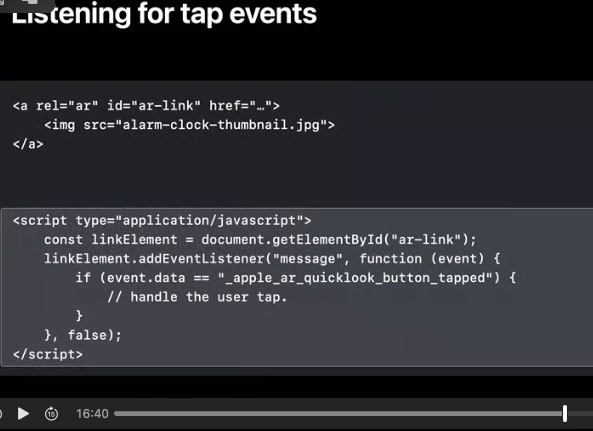 Listening for tap events
<a rel="ar" id="ar-link" href="…">
<img src="alarm-clock-thumbnail.jpg">
</a>
<script type="application/javascript">
const linkElement = document.getElementById("ar-link");
linkElement.addEventListener("message", function (event) {
if (event.data == "_apple_ar_quicklook_button_tapped") {
// handle the user tap.
}
}, false);
</script>
15 16:40